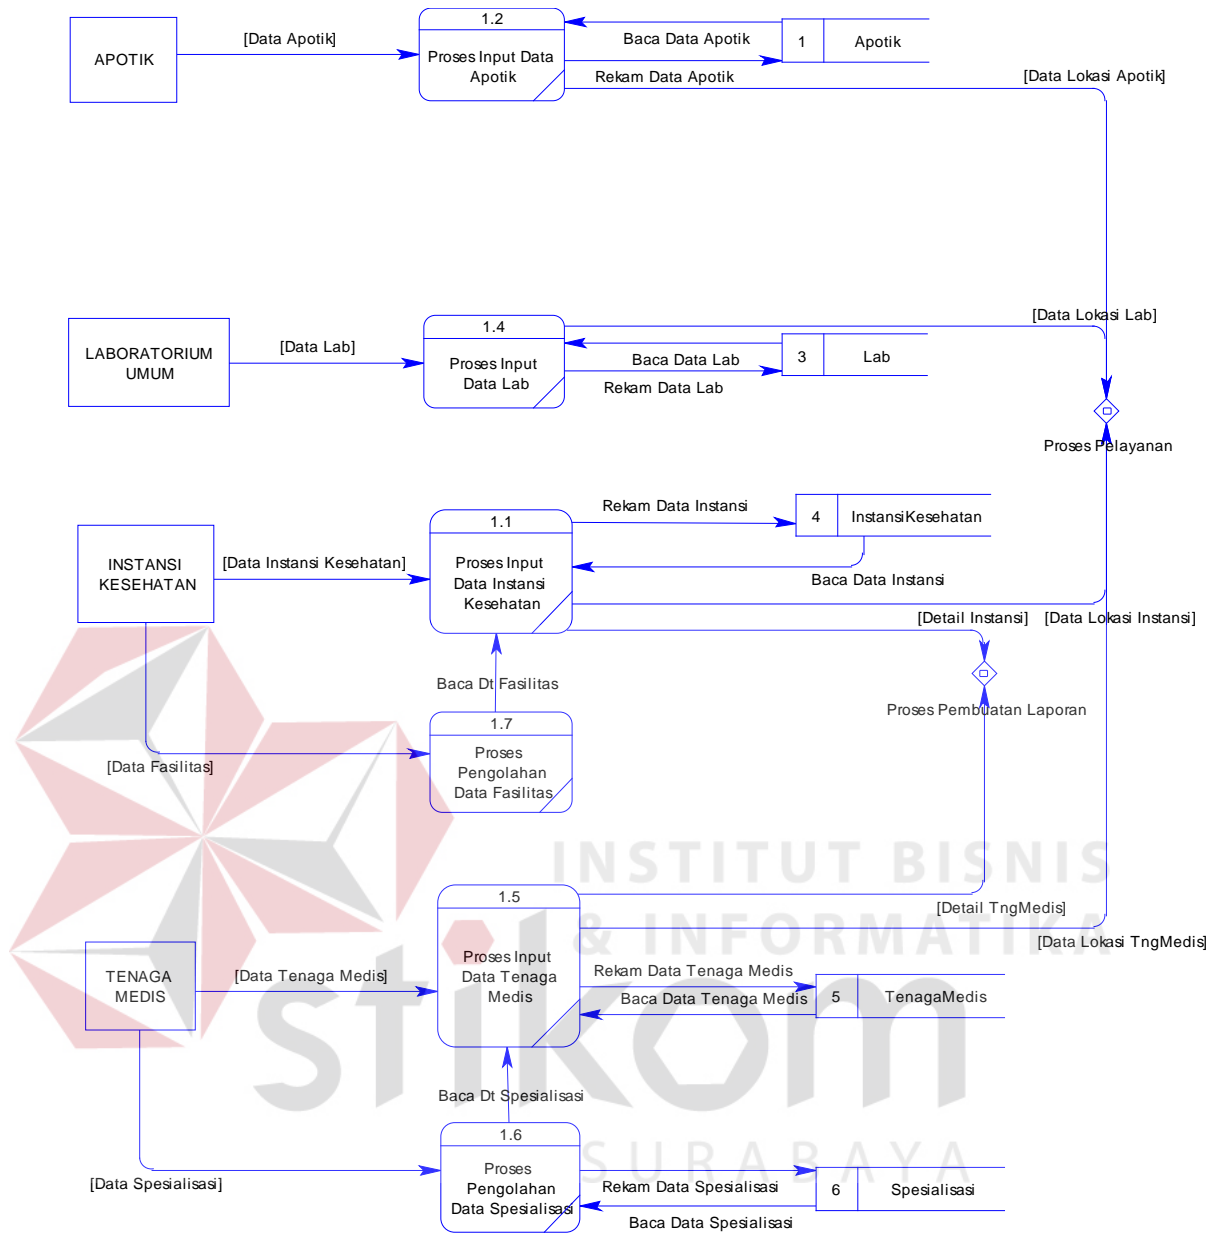 1.2
[Data Apotik]
Baca Data Apotik
1
Apotik
APOTIK
Proses Input Data
Apotik
Rekam Data Apotik
[Data Lokasi Apotik]
1.4
[Data Lokasi Lab]
LABORATORIUM
UMUM
[Data Lab]
Proses Input
Data Lab
Baca Data Lab
3
Lab
Rekam Data Lab
Proses Pelayanan
Rekam Data Instansi
4
InstansiKesehatan
1.1
INSTANSI
KESEHATAN
[Data Instansi Kesehatan]
Proses Input
Data Instansi
Kesehatan
Baca Data Instansi
[Detail Instansi]
[Data Lokasi Instansi]
Baca Dt Fasilitas
Proses Pembuatan Laporan
1.7
Proses
Pengolahan
Data Fasilitas
[Data Fasilitas]
INSTITUT BISNIS
& INFORMATIKA
1.5
[Detail TngMedis]
[Data Lokasi TngMedis]
TENAGA
MEDIS
[Data Tenaga Medis]
Proses Input
Data Tenaga
Medis
Rekam Data Tenaga Medis
Baca Data Tenaga Medis
5
TenagaMedis
stikom
Baca Dt Spesialisasi
SURABAYA
1.6
Proses
Pengolahan
Data Spesialisasi
[Data Spesialisasi]
Rekam Data Spesialisasi
6
Spesialisasi
Baca Data Spesialisasi